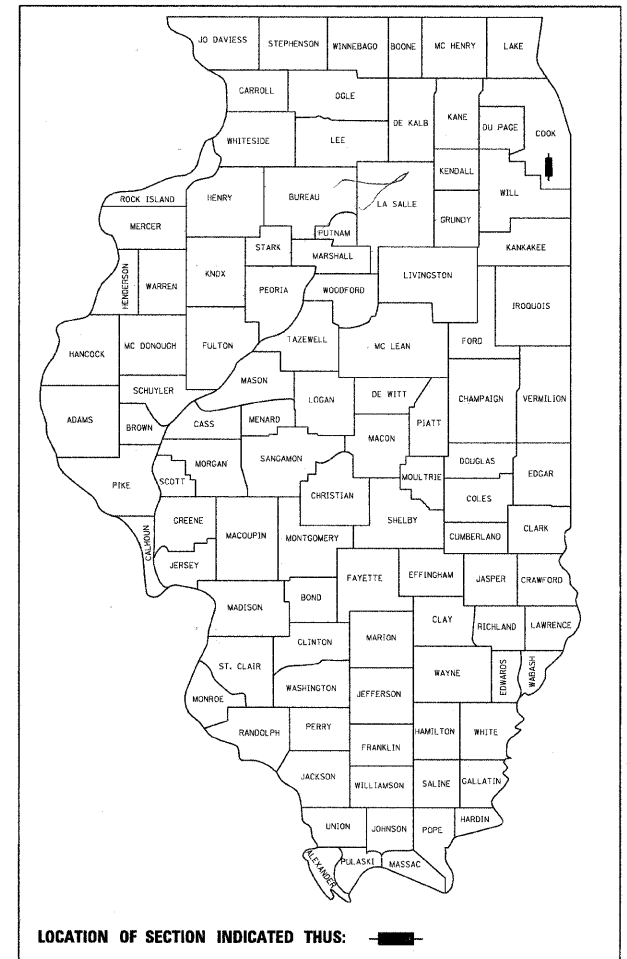 JO DAVIESS STEPHENSON WINNEBAGO BOONE MC HENRY LAKE
CARROLL OGLE DE KALB KANE DU PAGE COOK
WHITESIDE LEE
KENDALL WILL
ROCK ISLAND HENRY BUREAU LA SALLE GRUNDY
MERCER PUTNAM
STARK MARSHALL KANKAKEE
HENDERSON WARREN KNOX PEORIA WOODFORD LIVINGSTON IROQUOIS
HANCOCK MC DONOUGH FULTON TAZEWELL MC LEAN FORD
SCHUYLER MASON LOGAN DE WITT CHAMPAIGN VERMILION
ADAMS BROWN CASS MENARD MACON PIATT
PIKE SCOTT MORGAN SANGAMON MOULTRIE DOUGLAS EDGAR
CHRISTIAN COLES
CALHOUN GREENE MACOUPIN MONTGOMERY SHELBY CUMBERLAND CLARK
JERSEY FAYETTE EFFINGHAM JASPER CRAWFORD
MADISON BOND CLAY
CLINTON MARION RICHLAND LAWRENCE
ST. CLAIR WAYNE EDWARDS WABASH
MONROE WASHINGTON JEFFERSON
RANDOLPH PERRY HAMILTON WHITE
FRANKLIN
JACKSON WILLIAMSON SALINE GALLATIN
UNION JOHNSON POPE HARDIN
ALEXANDER PULASKI MASSAC
LOCATION OF SECTION INDICATED THUS: